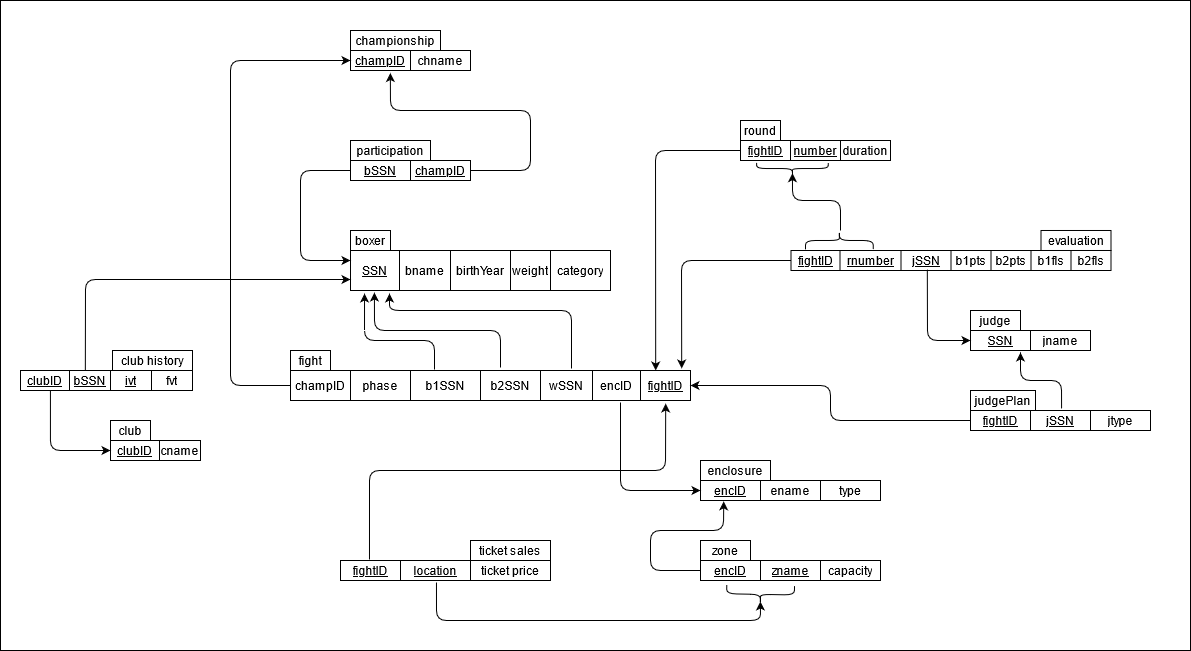 championship
champID chname
participation
bSSN champID
round
fightID number duration
boxer
SSN bname birthYear weight category
evaluation
fightID rnumber jSSN b1pts b2pts b1fls b2fls
judge
SSN jname
club history
clubID bSSN ivt fvt
fight
champID phase b1SSN b2SSN wSSN encID fightID
judgePlan
fightID jSSN jtype
club
clubID cname
enclosure
encID ename type
ticket sales
fightID location ticket price
zone
encID zname capacity